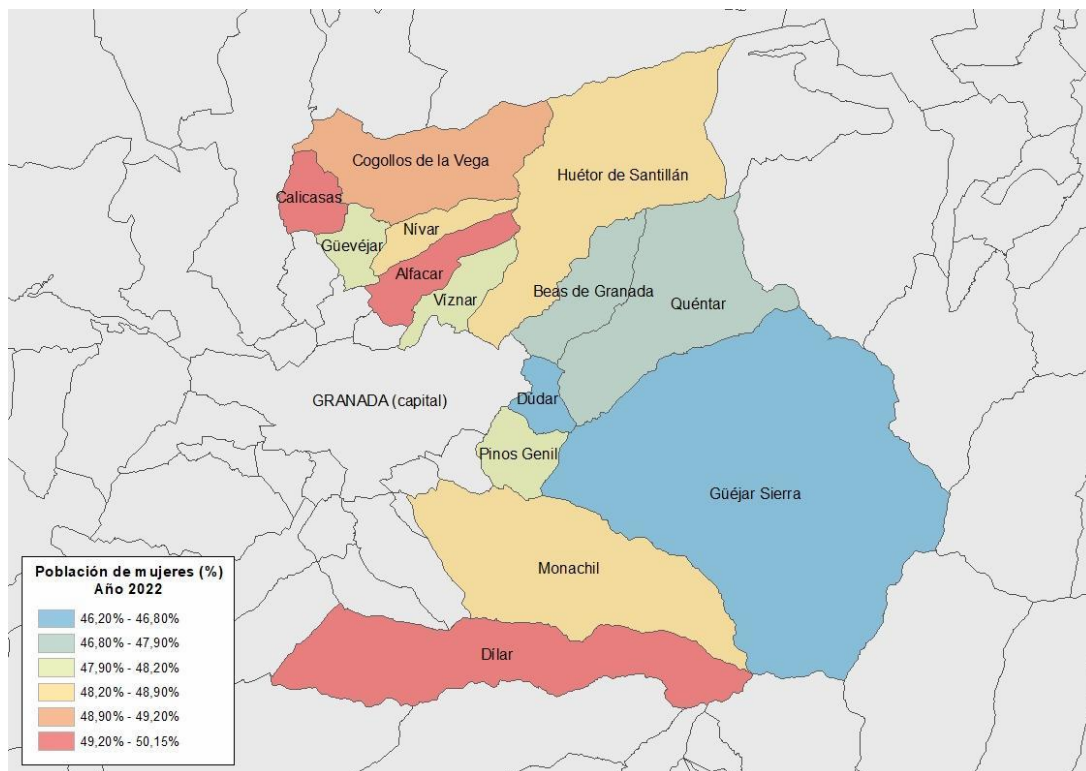 Cogollos de la Vega
Huétor de Santillán
Calicasas
Nívar
Güevéjar
Alfacar
Víznar
Beas de Granada
Quéntar
GRANADA (capital)
Dúdar
Pinos Genil
Güéjar Sierra
Monachil
Dílar
Población de mujeres (%)
Año 2022
46,20% - 46,80%
46,80% - 47,90%
47,90% - 48,20%
48,20% - 48,90%
48,90% - 49,20%
49,20% - 50,15%